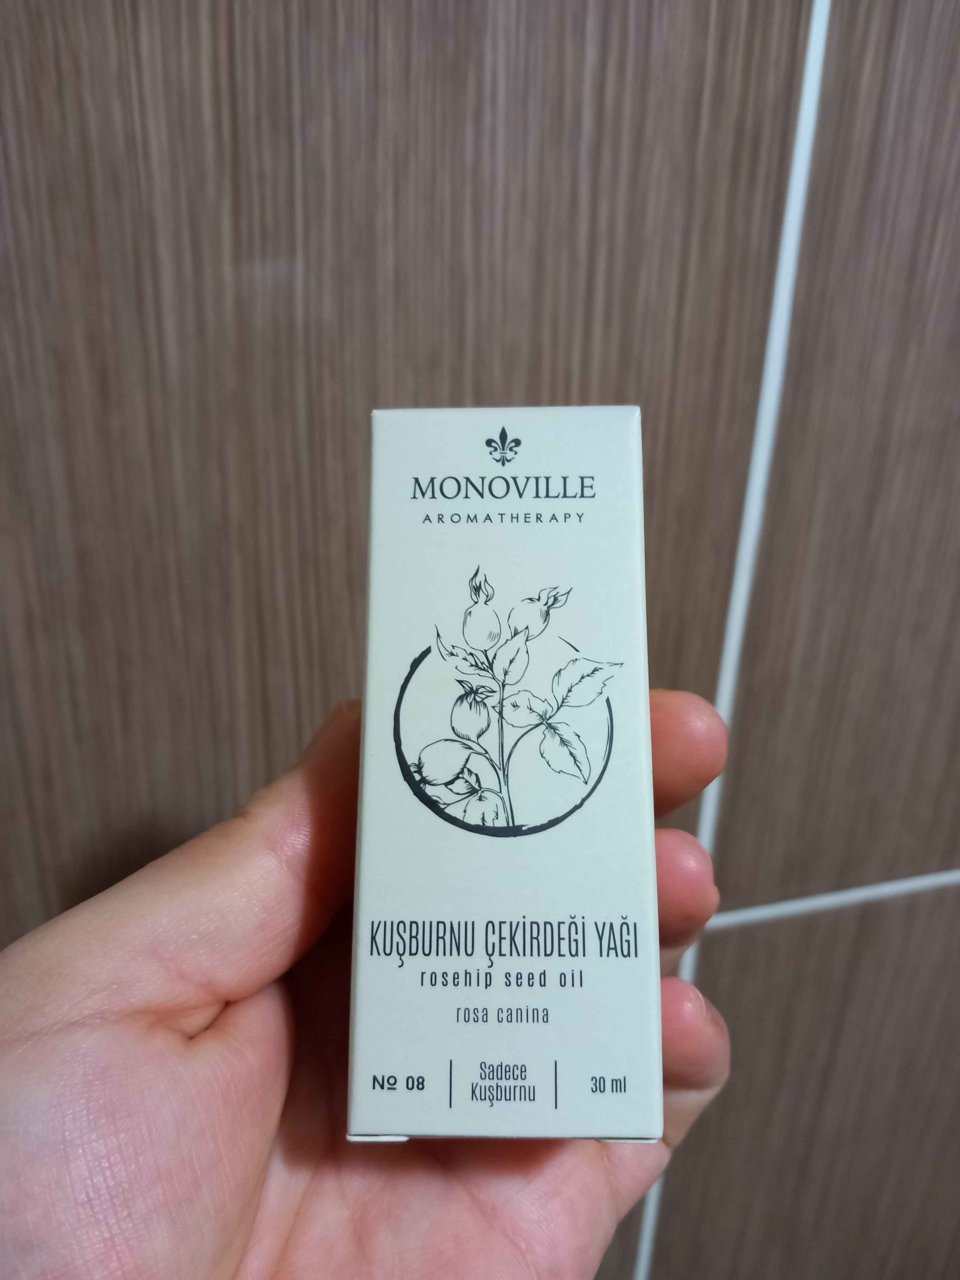 MONOVILLE
AROMATHERAPY
KUŞBURNU ÇEKİRDEĞİ YAĞI
rosehip seed oil
rosa canina
№ 08
Sadece
Kuşburnu
30 ml